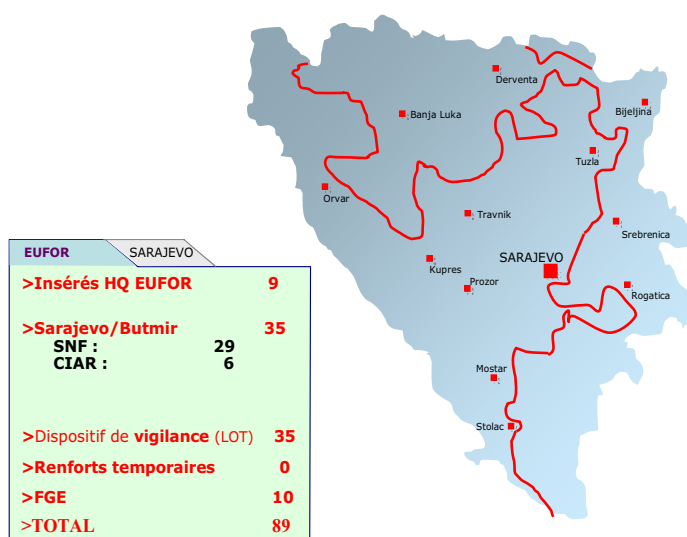 Derventa
Banja Luka
Bijeljina
Tuzla
Orvar
Travnik
Srebrenica
SARAJEVO
Kupres
Prozor
Rogatica
Mostar
Stolac
EUFOR SARAJEVO
>Insérés HQ EUFOR 9
>Sarajevo/Butmir 35
SNF : 29
CIAR : 6
>Dispositif de vigilance (LOT) 35
>Renforts temporaires 0
>FGE 10
>TOTAL 89